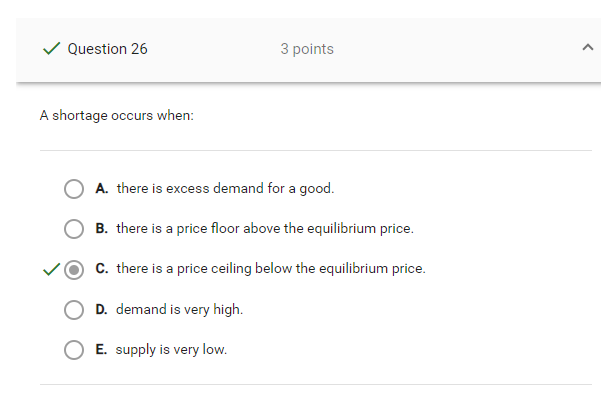 Question 26 3 points
A shortage occurs when:
A. there is excess demand for a good.
B. there is a price floor above the equilibrium price.
C. there is a price ceiling below the equilibrium price.
D. demand is very high.
E. supply is very low.